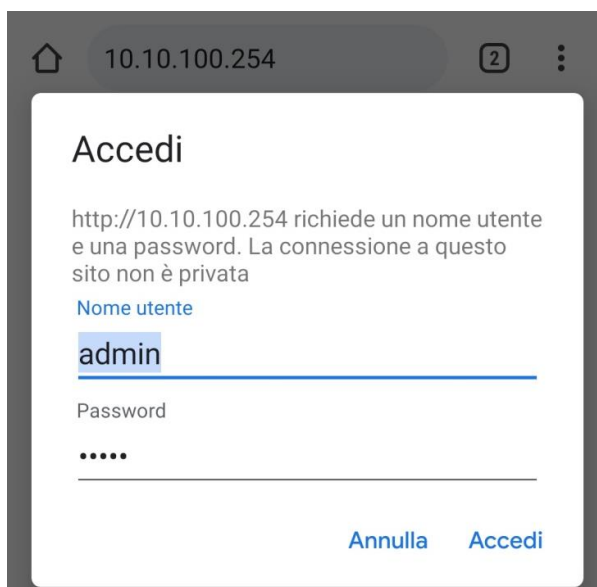 10.10.100.254
2
Accedi
http://10.10.100.254 richiede un nome utente
e una password. La connessione a questo
sito non è privata
Nome utente
admin
Password
•••••
Annulla
Accedi